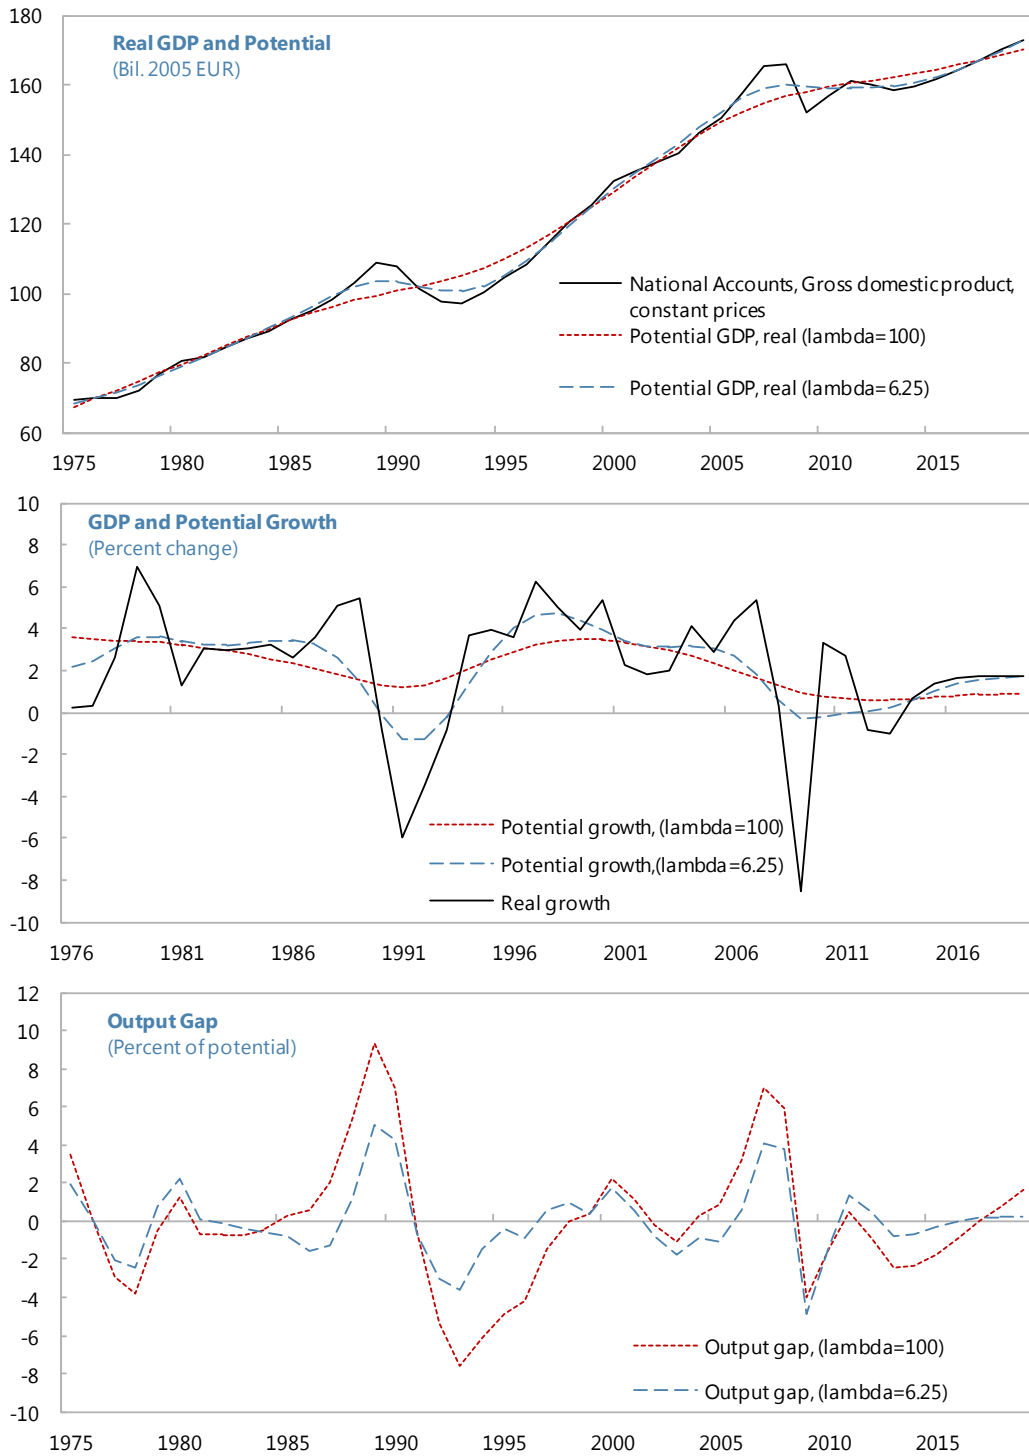 180
Real GDP and Potential
(Bil. 2005 EUR)
160
140
120
100
80
60
National Accounts, Gross domestic product,
constant prices
Potential GDP, real (lambda=100)
Potential GDP, real (lambda=6.25)
1975 1980 1985 1990 1995 2000 2005 2010 2015
10
GDP and Potential Growth
(Percent change)
8
6
4
2
0
-2
-4
-6
-8
-10
Potential growth, (lambda=100)
Potential growth,(lambda=6.25)
Real growth
1976 1981 1986 1991 1996 2001 2006 2011 2016
12
Output Gap
(Percent of potential)
10
8
6
4
2
0
-2
-4
-6
-8
-10
Output gap, (lambda=100)
Output gap, (lambda=6.25)
1975 1980 1985 1990 1995 2000 2005 2010 2015